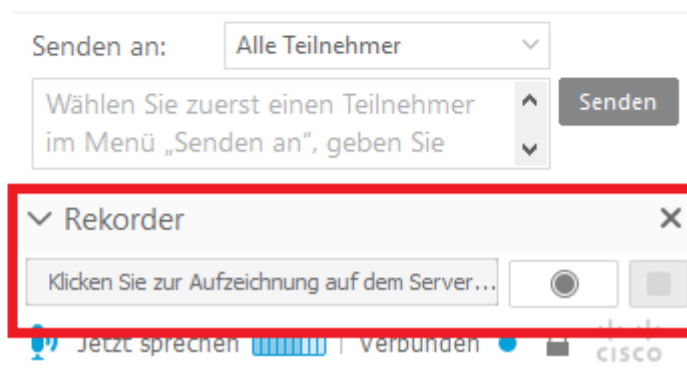 Senden an: Alle Teilnehmer
Wählen Sie zuerst einen Teilnehmer
im Menü „Senden an“, geben Sie
Senden
Rekorder
Klicken Sie zur Aufzeichnung auf dem Server...
Jetzt sprechen | Verbunden
CISCO